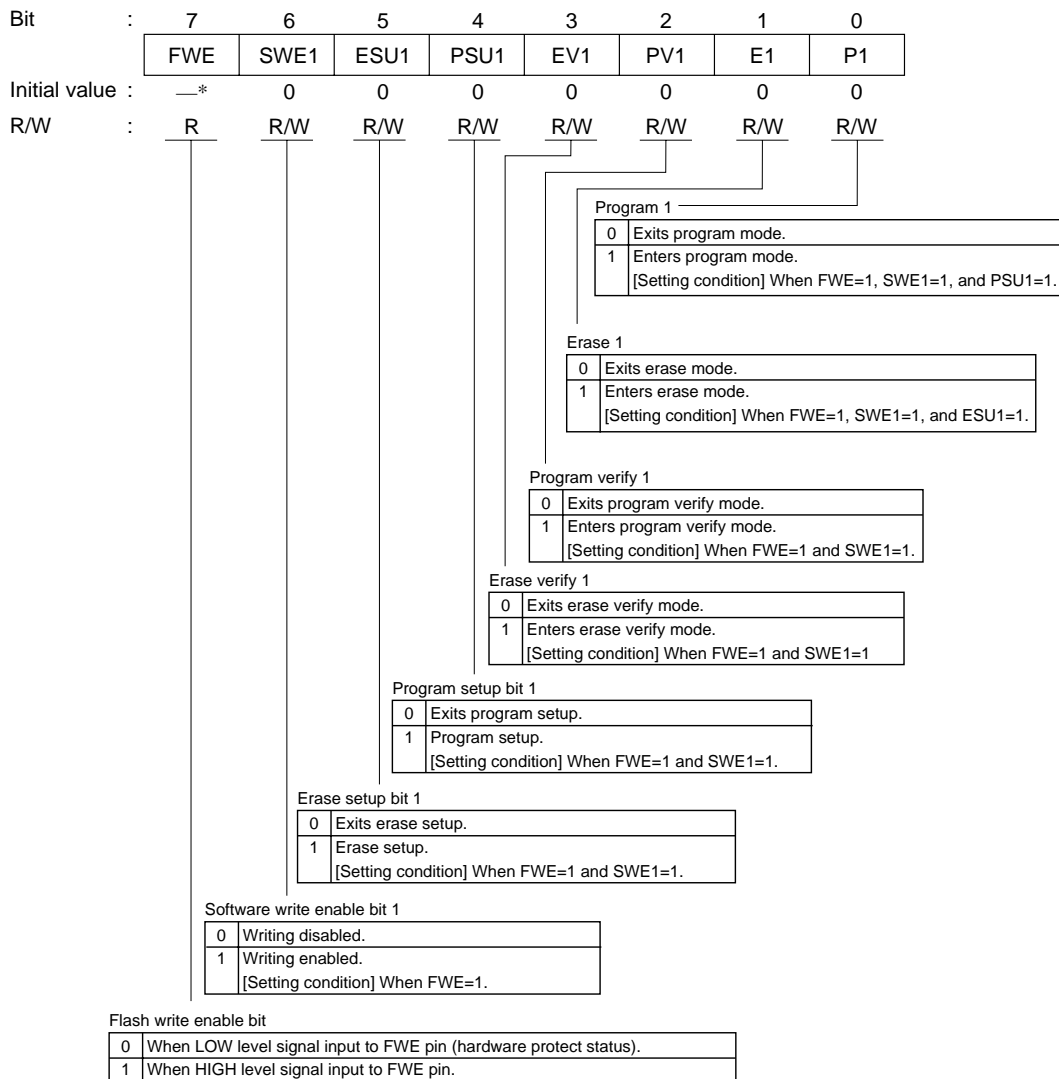 Bit : 7 6 5 4 3 2 1 0
FWE SWE1 ESU1 PSU1 EV1 PV1 E1 P1
Initial value : —* 0 0 0 0 0 0 0
R/W : R R/W R/W R/W R/W R/W R/W R/W
Program 1
0 Exits program mode.
1 Enters program mode.
[Setting condition] When FWE=1, SWE1=1, and PSU1=1.
Erase 1
0 Exits erase mode.
1 Enters erase mode.
[Setting condition] When FWE=1, SWE1=1, and ESU1=1.
Program verify 1
0 Exits program verify mode.
1 Enters program verify mode.
[Setting condition] When FWE=1 and SWE1=1.
Erase verify 1
0 Exits erase verify mode.
1 Enters erase verify mode.
[Setting condition] When FWE=1 and SWE1=1
Program setup bit 1
0 Exits program setup.
1 Program setup.
[Setting condition] When FWE=1 and SWE1=1.
Erase setup bit 1
0 Exits erase setup.
1 Erase setup.
[Setting condition] When FWE=1 and SWE1=1.
Software write enable bit 1
0 Writing disabled.
1 Writing enabled.
[Setting condition] When FWE=1.
Flash write enable bit
0 When LOW level signal input to FWE pin (hardware protect status).
1 When HIGH level signal input to FWE pin.